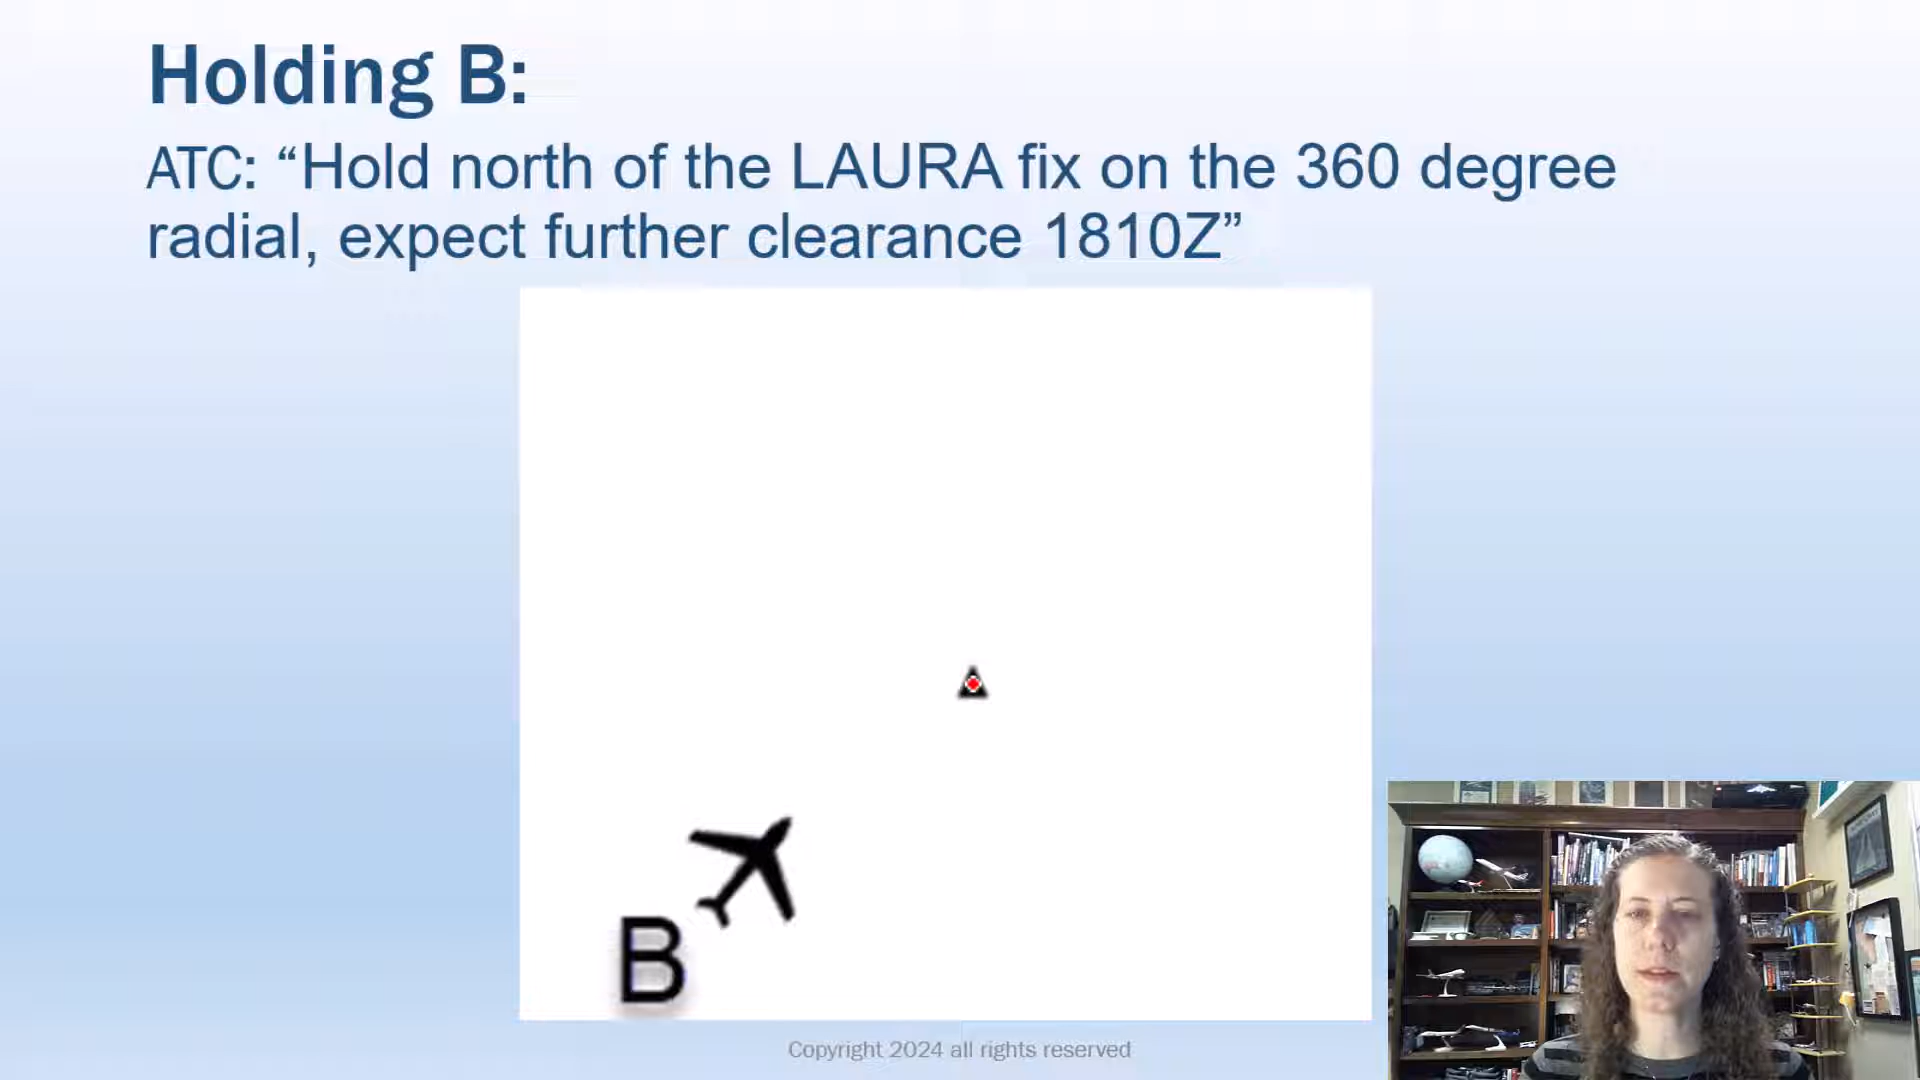 Holding B:
ATC: “Hold north of the LAURA fix on the 360 degree
radial, expect further clearance 1810Z”
B
Copyright 2024 all rights reserved